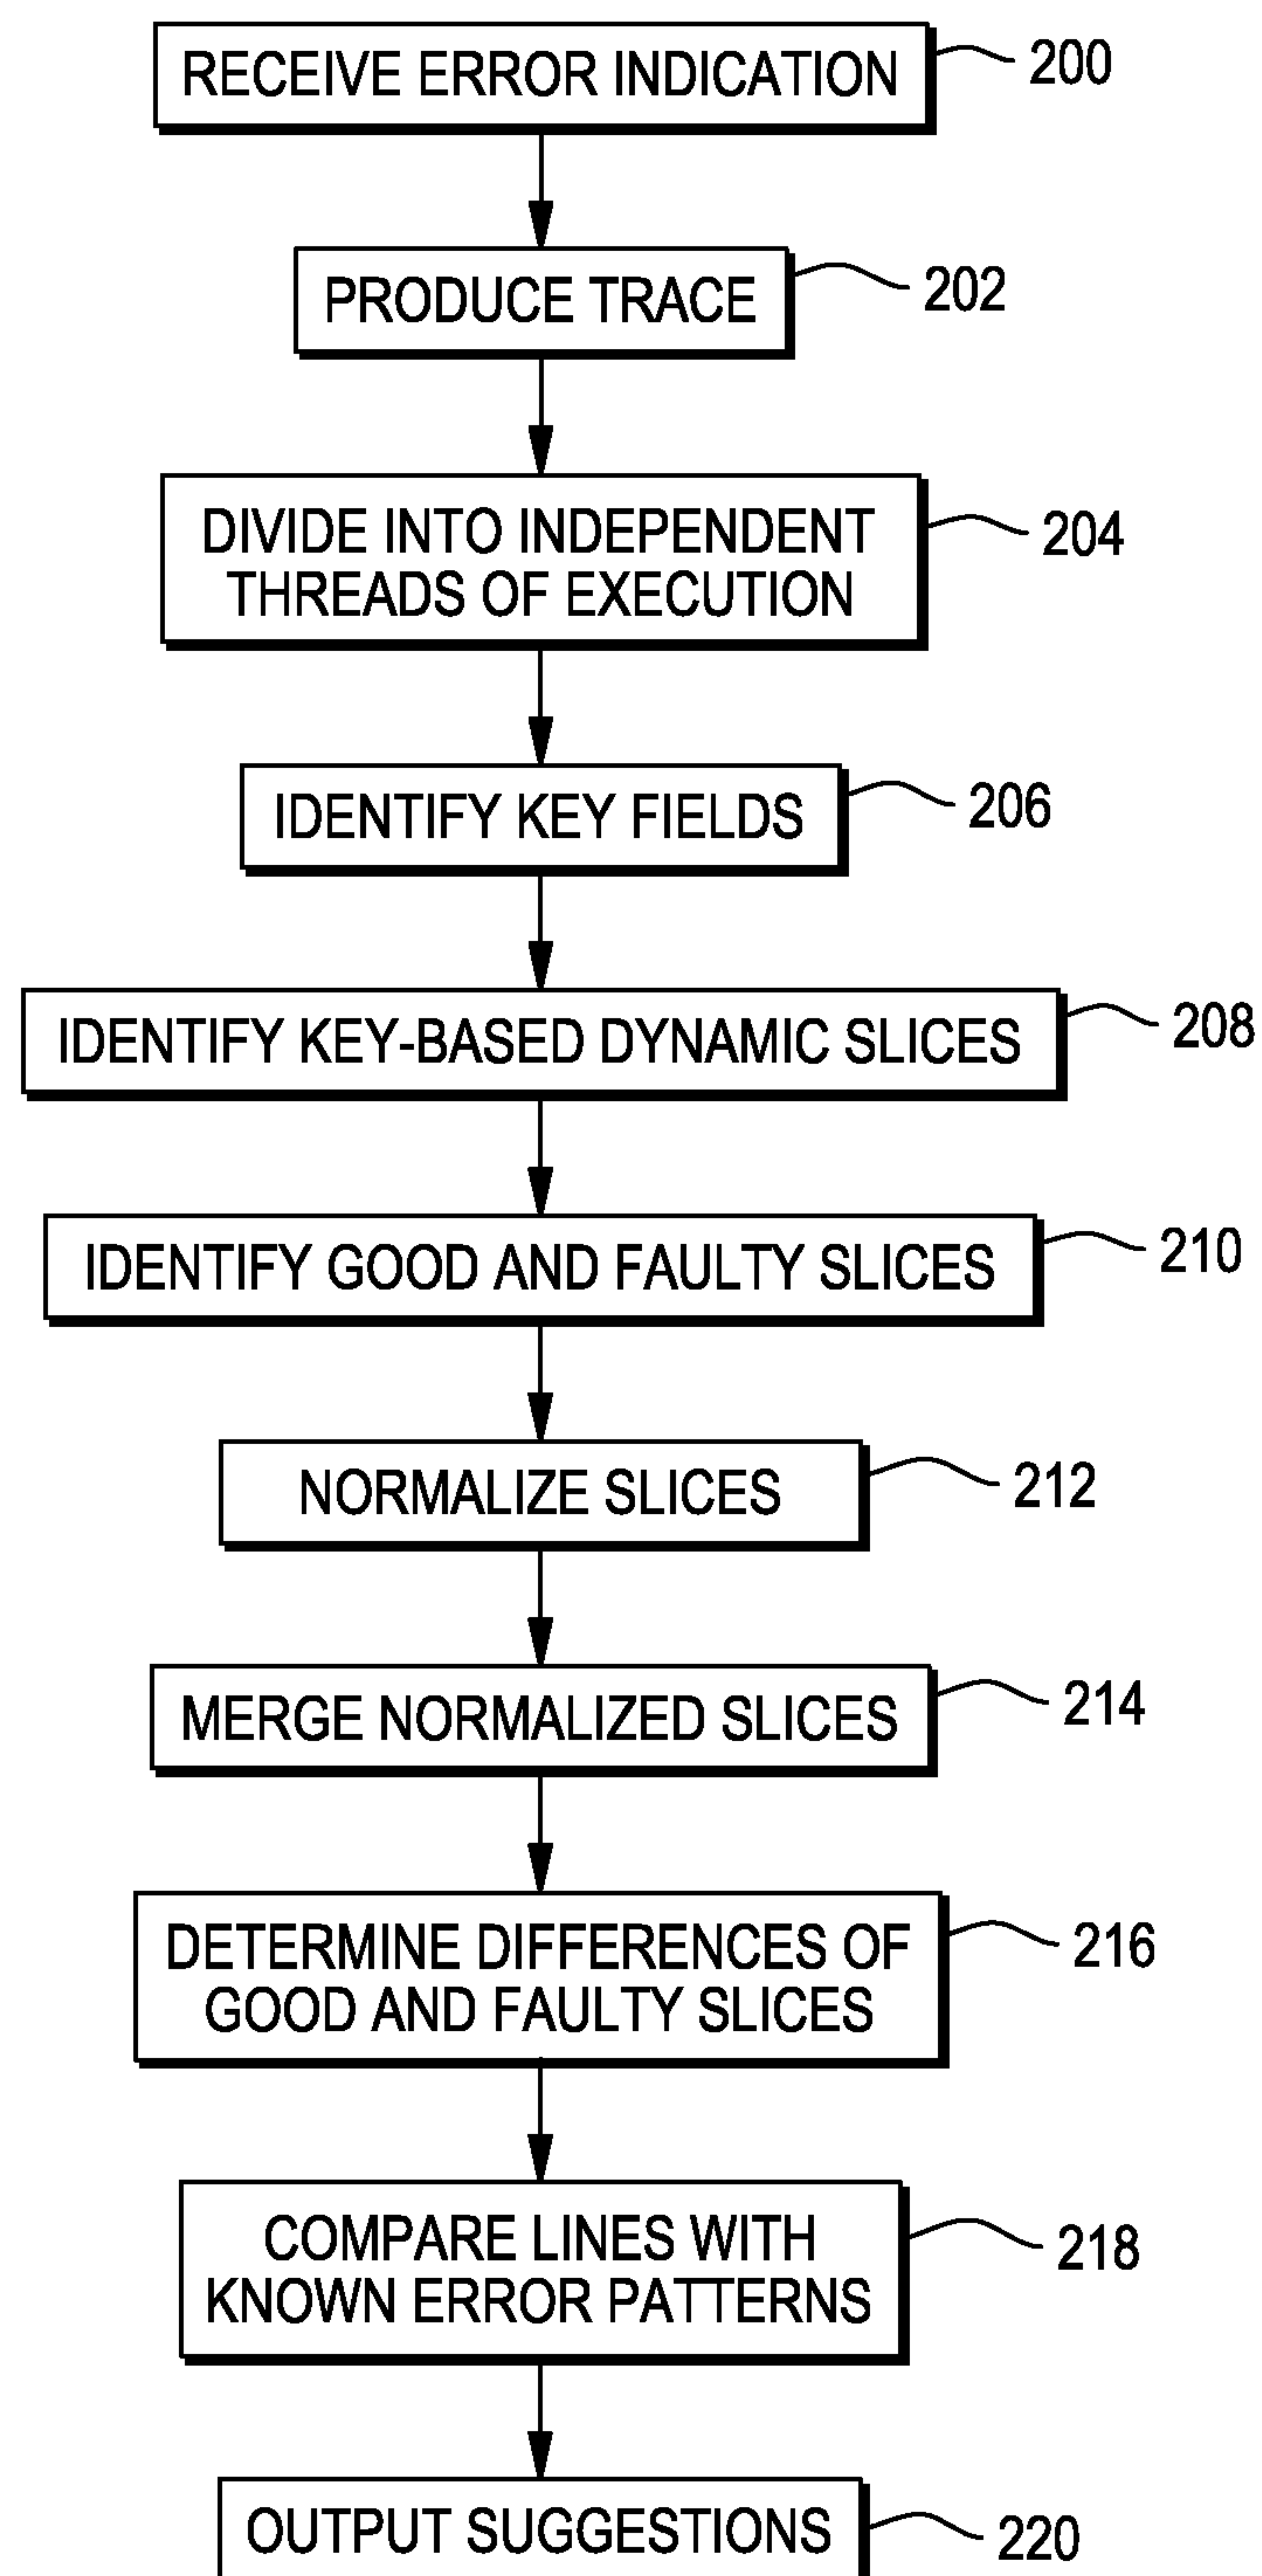 RECEIVE ERROR INDICATION
200
PRODUCE TRACE
202
DIVIDE INTO INDEPENDENT
THREADS OF EXECUTION
204
IDENTIFY KEY FIELDS
206
IDENTIFY KEY-BASED DYNAMIC SLICES
208
IDENTIFY GOOD AND FAULTY SLICES
210
NORMALIZE SLICES
212
MERGE NORMALIZED SLICES
214
DETERMINE DIFFERENCES OF
GOOD AND FAULTY SLICES
216
COMPARE LINES WITH
KNOWN ERROR PATTERNS
218
OUTPUT SUGGESTIONS
220